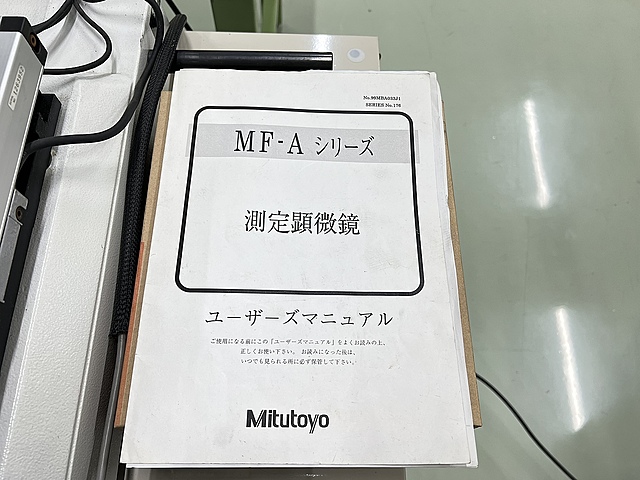 No.99MBA033J1
SERIES No.176
MF-A シリーズ
測定顕微鏡
ユーザーズマニュアル
ご使用になる前にこの「ユーザーズマニュアル」をよくお読みの上、
正しくお使い下さい。 お読みになった後は、
いつでも見られる所に必ず保管して下さい。
Mitutoyo